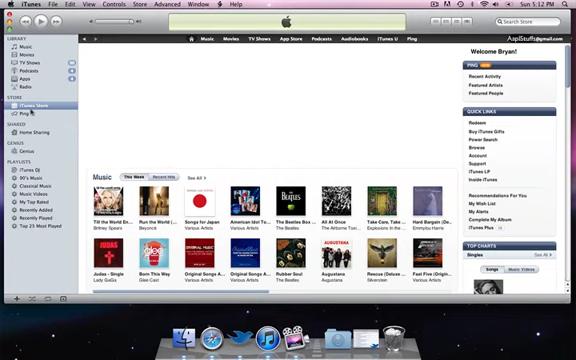 iTunes File Edit View Controls Store Advanced Window Help
Sun 5:12 PM
Search Store
LIBRARY
Music
Movies
TV Shows
Podcasts
Apps
Radio
STORE
iTunes Store
Ping
SHARED
Home Sharing
GENIUS
Genius
PLAYLISTS
iTunes DJ
90's Music
Classical Music
Music Videos
My Top Rated
Recently Added
Recently Played
Top 25 Most Played
Music Movies TV Shows App Store Podcasts Audiobooks iTunes U Ping
Music This Week Recent Hits See All >
Till the World En... Run the World (... Songs for Japan American Idol To... The Beatles Box ... All At Once Take Care, Take ... Hard Bargain (De...
Britney Spears Various Artists Various Artists The Beatles The Airborne Toxi... Emmylou Harris
JUDAS
Judas - Single Born This Way Original Songs A... Original Songs A... Rubber Soul Augustana Rescue (Deluxe ... Fast Five (Origin...
Lady GaGa Glee Cast Various Artists Various Artists The Beatles Augustana Silverstein Various Artists
Welcome Bryan!
PING
Recent Activity
Featured Artists
Featured People
QUICK LINKS
Redeem
Buy iTunes Gifts
Power Search
Browse
Account
Support
iTunes LP
Inside iTunes
Recommendations For You
My Wish List
My Alerts
Complete My Album
iTunes Plus
TOP CHARTS
Singles See All >
Songs Music Videos